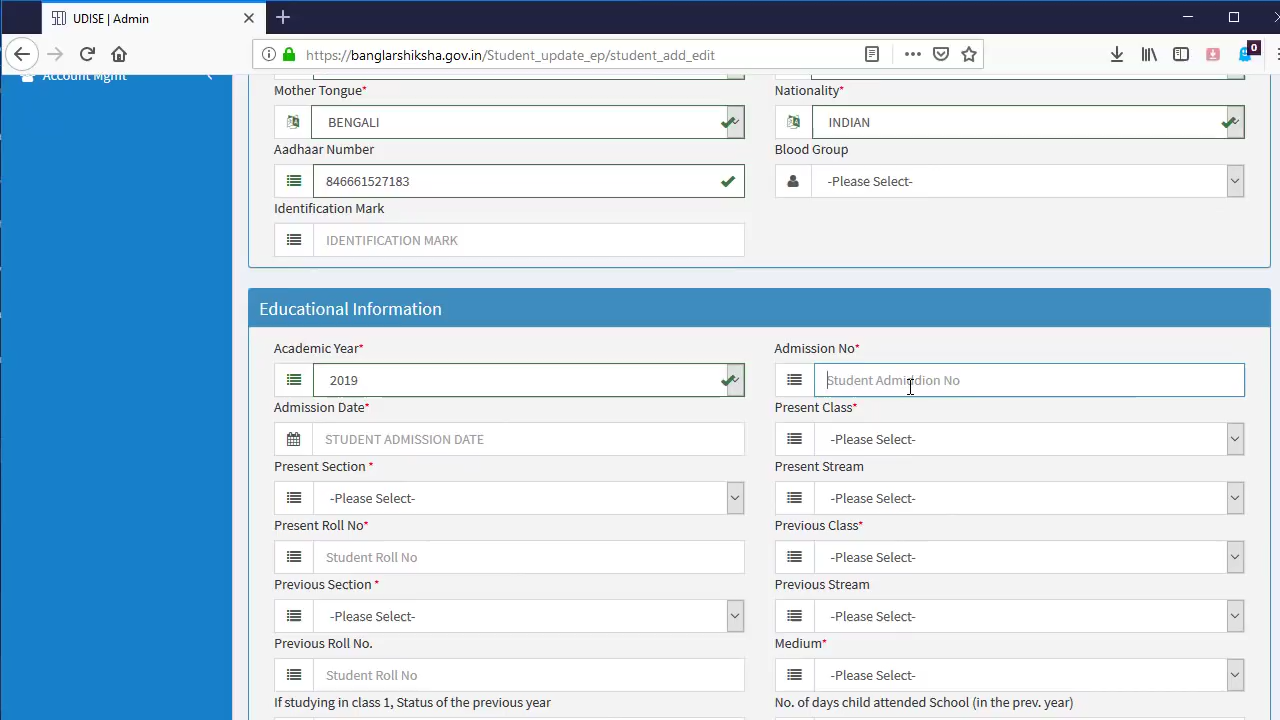 UDISE | Admin
https://banglarshiksha.gov.in/Student_update_ep/student_add_edit
0
Account Mgmt
Mother Tongue* Nationality*
BENGALI INDIAN
Aadhaar Number Blood Group
846661527183 -Please Select-
Identification Mark
IDENTIFICATION MARK
Educational Information
Academic Year* Admission No*
2019 Student Admindion No
Admission Date* Present Class*
STUDENT ADMISSION DATE -Please Select-
Present Section * Present Stream
-Please Select- -Please Select-
Present Roll No* Previous Class*
Student Roll No -Please Select-
Previous Section * Previous Stream
-Please Select- -Please Select-
Previous Roll No. Medium*
Student Roll No -Please Select-
If studying in class 1, Status of the previous year No. of days child attended School (in the prev. year)